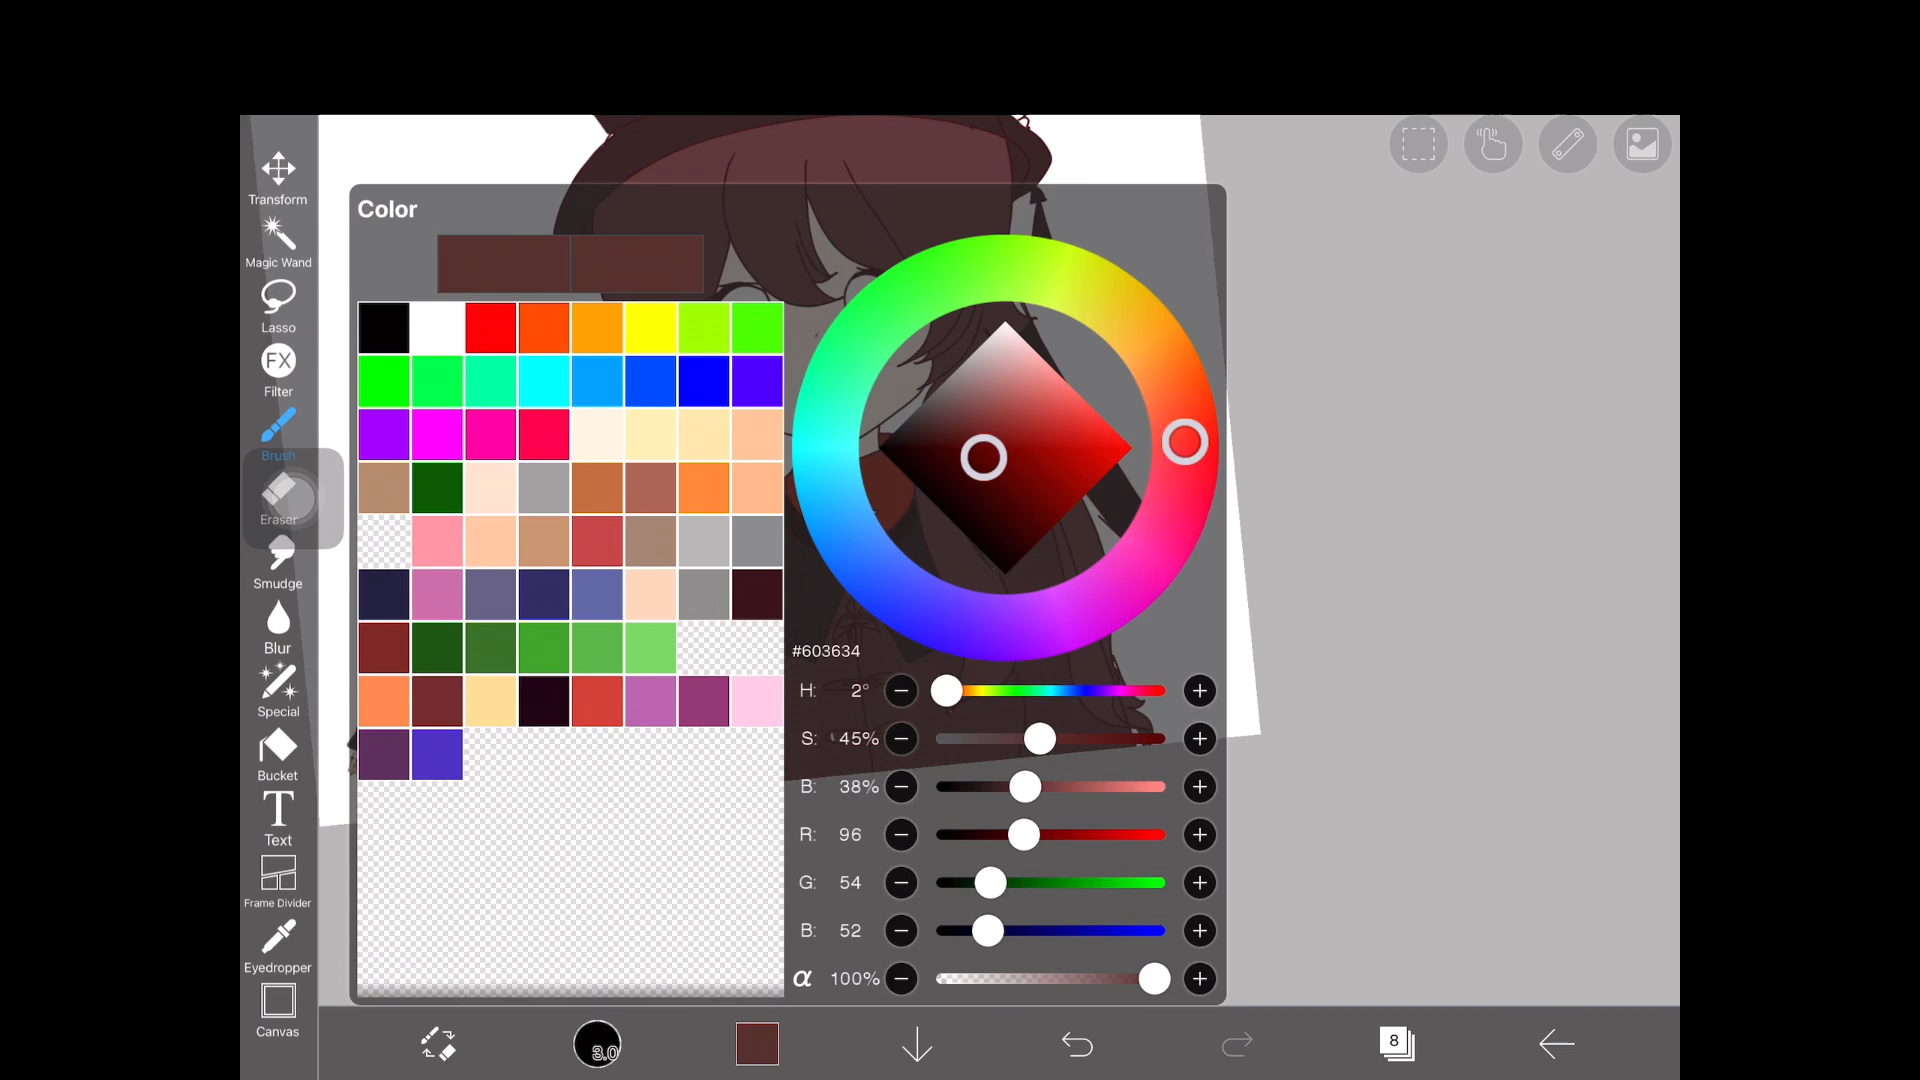 Color
Transform
Magic Wand
Lasso
FX
Filter
Brush
Eraser
Smudge
Blur
Special
Bucket
T
Text
Frame Divider
Eyedropper
Canvas
#603634
H: 2°
S: 45%
B: 38%
R: 96
G: 54
B: 52
α 100%
3.0
8